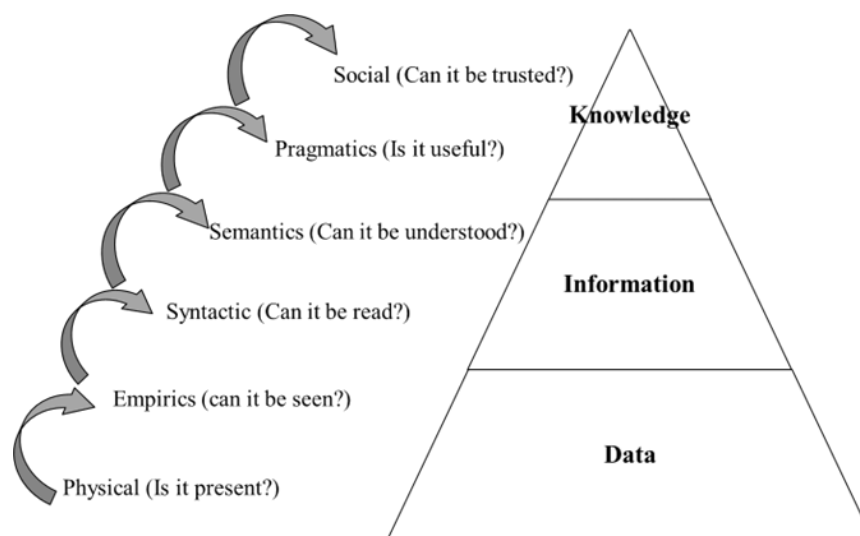 Social (Can it be trusted?)
Knowledge
Pragmatics (Is it useful?)
Semantics (Can it be understood?)
Information
Syntactic (Can it be read?)
Empirics (can it be seen?)
Data
Physical (Is it present?)